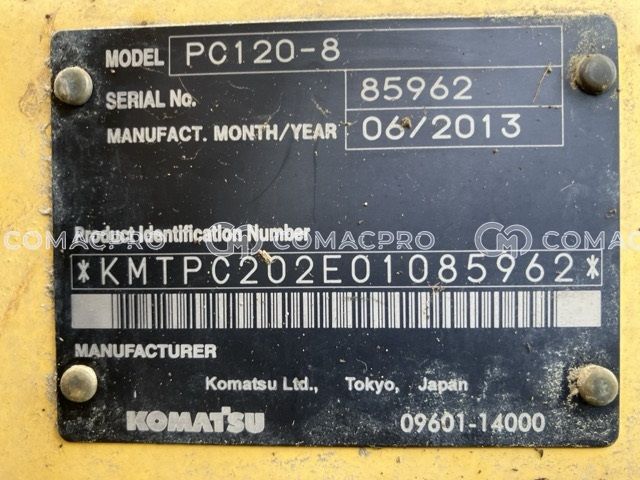 MODEL PC120-8
SERIAL No. 85962
MANUFACT. MONTH/YEAR 06/2013
Product Identification Number
COMACPRO COMACPRO
*KMTPC202E01085962*
MANUFACTURER
Komatsu Ltd., Tokyo, Japan
KOMATSU 09601-14000